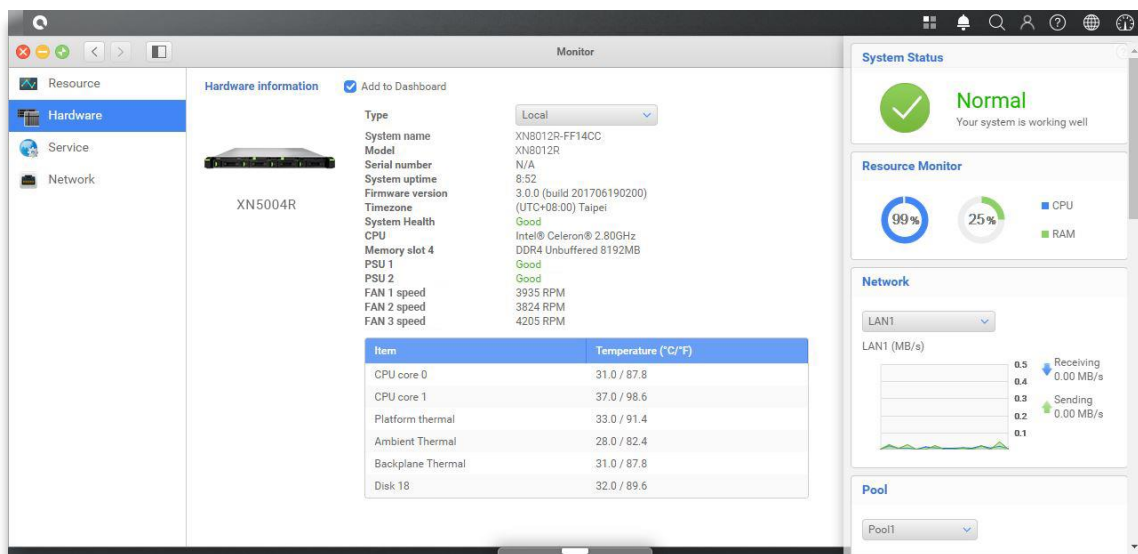 Monitor
Resource
Hardware
Service
Network
Hardware information
Add to Dashboard
XN5004R
Type Local
System name XN8012R-FF14CC
Model XN8012R
Serial number N/A
System uptime 8:52
Firmware version 3.0.0 (build 201706190200)
Timezone (UTC+08:00) Taipei
System Health Good
CPU Intel® Celeron® 2.80GHz
Memory slot 4 DDR4 Unbuffered 8192MB
PSU 1 Good
PSU 2 Good
FAN 1 speed 3935 RPM
FAN 2 speed 3824 RPM
FAN 3 speed 4205 RPM
Item Temperature (°C/°F)
CPU core 0 31.0 / 87.8
CPU core 1 37.0 / 98.6
Platform thermal 33.0 / 91.4
Ambient Thermal 28.0 / 82.4
Backplane Thermal 31.0 / 87.8
Disk 18 32.0 / 89.6
System Status
Normal
Your system is working well
Resource Monitor
99% 25%
CPU
RAM
Network
LAN1
LAN1 (MB/s)
0.5
0.4
0.3
0.2
0.1
Receiving
0.00 MB/s
Sending
0.00 MB/s
Pool
Pool1